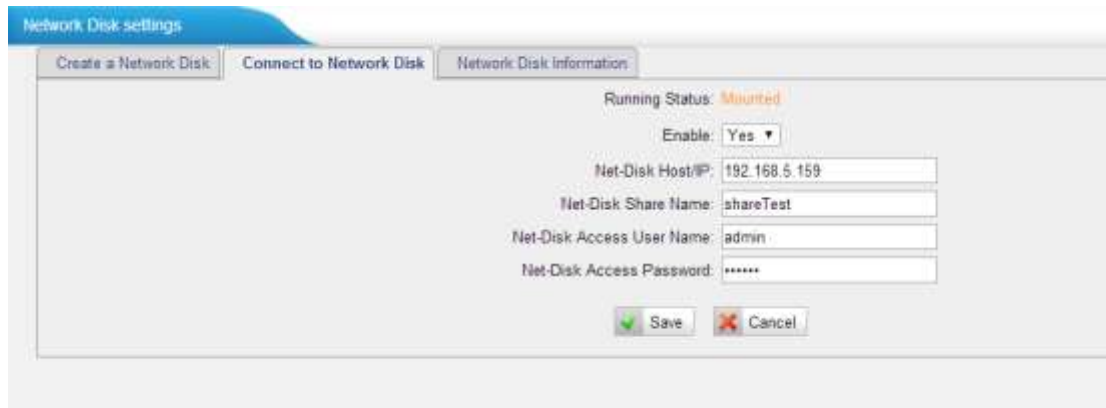 Network Disk settings
Create a Network Disk Connect to Network Disk Network Disk Information
Running Status: Mounted
Enable: Yes
Net-Disk Host/IP: 192.168.5.159
Net-Disk Share Name: shareTest
Net-Disk Access User Name: admin
Net-Disk Access Password: ••••••
Save Cancel